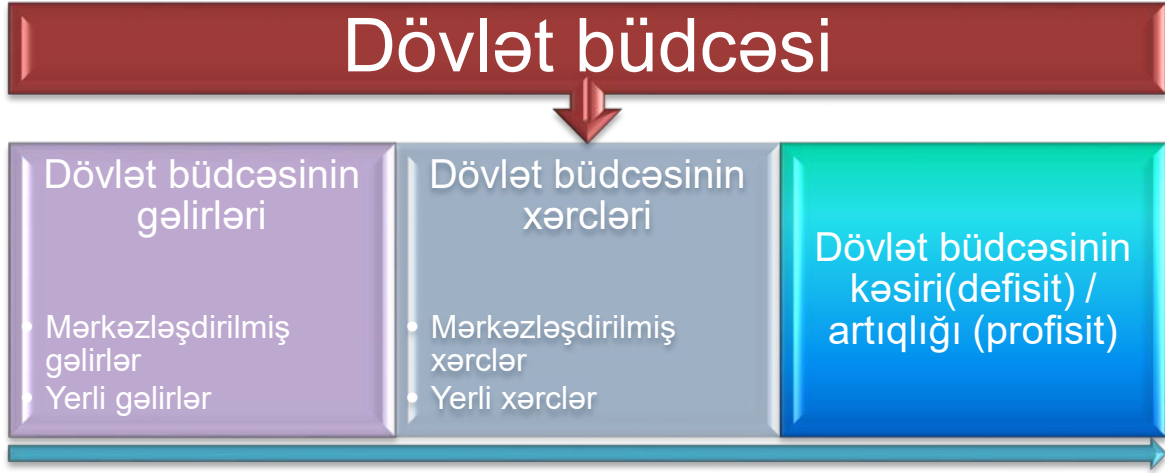 Dövlət büdcəsi
Dövlət büdcəsinin
gəlirləri
• Mərkəzləşdirilmiş
gəlirlər
• Yerli gəlirlər
Dövlət büdcəsinin
xərcləri
• Mərkəzləşdirilmiş
xərclər
• Yerli xərclər
Dövlət büdcəsinin
kəsiri(defisit) /
artıqlığı (profisit)